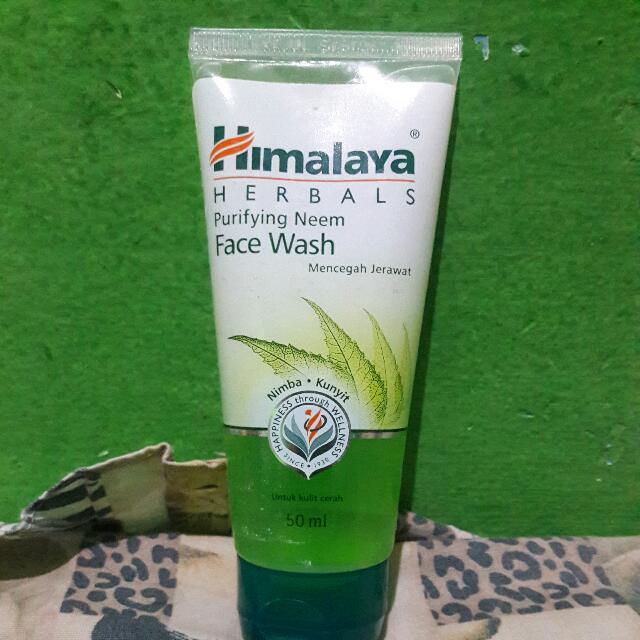 Himalaya®
HERBALS
Purifying Neem
Face Wash
Mencegah Jerawat
Nimba • Kunyit
HAPPINESS through WELLNESS
SINCE • 1930
Untuk kulit cerah
50 ml